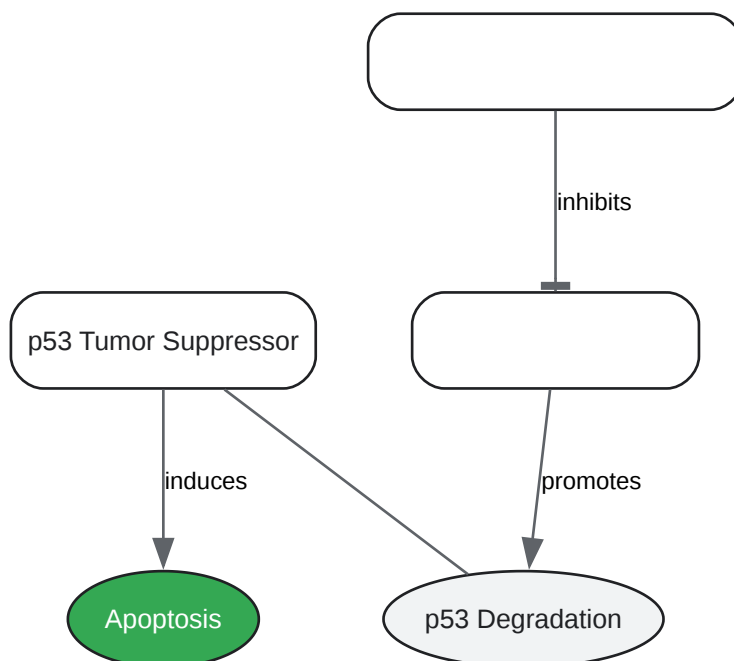 inhibits
p53 Tumor Suppressor
induces
promotes
Apoptosis
p53 Degradation